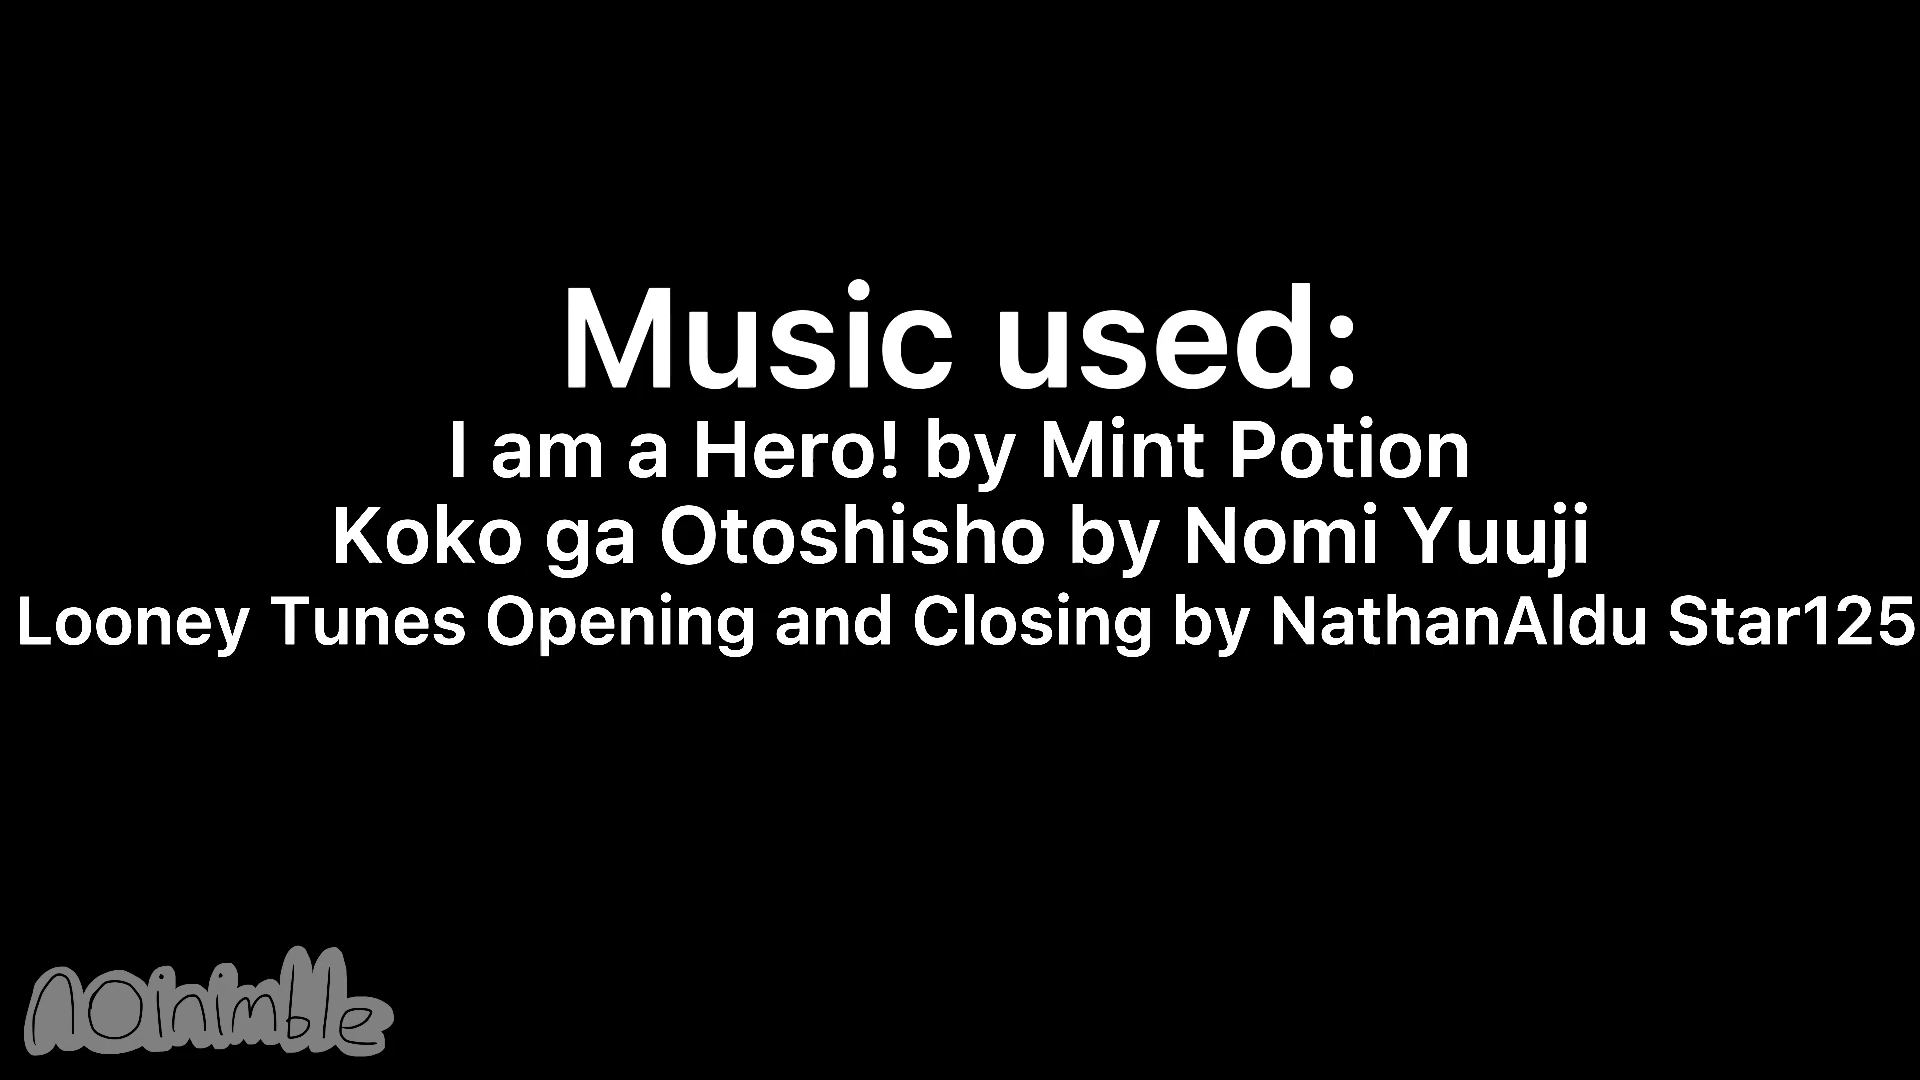 Music used:
I am a Hero! by Mint Potion
Koko ga Otoshisho by Nomi Yuuji
Looney Tunes Opening and Closing by NathanAldu Star125
noinimble